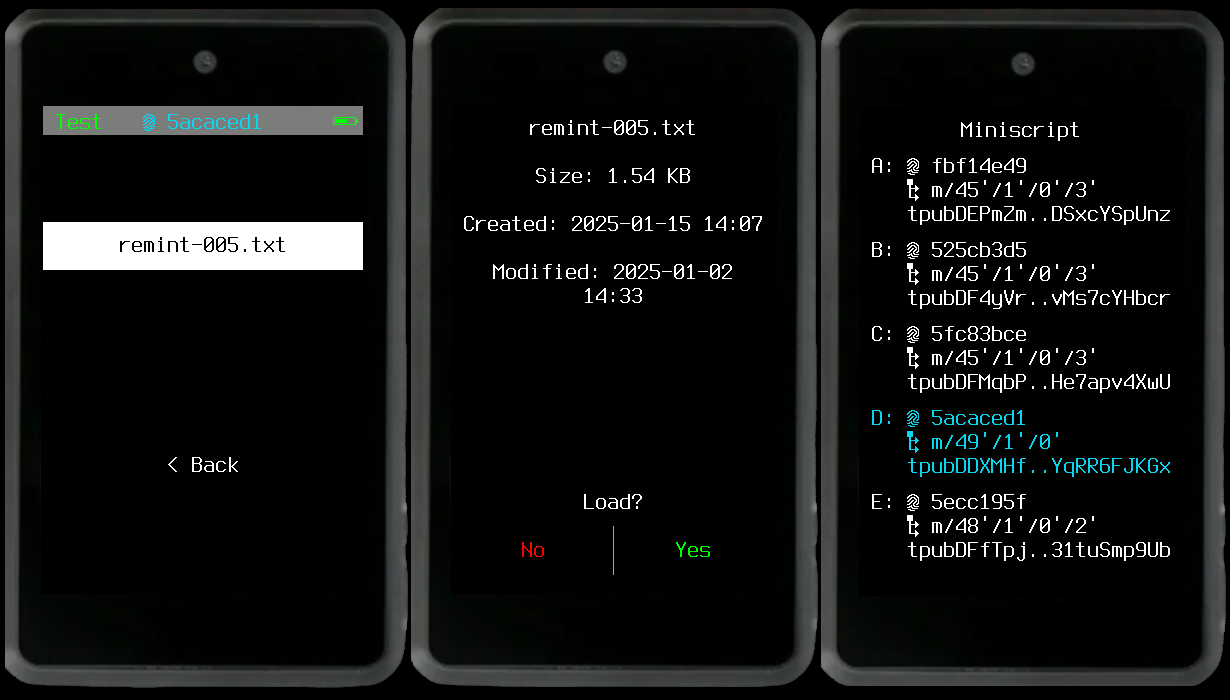 Test 5acaced1
remint-005.txt
< Back
remint-005.txt
Size: 1.54 KB
Created: 2025-01-15 14:07
Modified: 2025-01-02
14:33
Load?
No Yes
Miniscript
A: fbf14e49
m/45'/1'/0'/3'
tpubDEPmZm..DSxcYSpUnz
B: 525cb3d5
m/45'/1'/0'/3'
tpubDF4yVr..vMs7cYHbcr
C: 5fc83bce
m/45'/1'/0'/3'
tpubDFMqbP..He7apv4XwU
D: 5acaced1
m/49'/1'/0'
tpubDDXMHf..YqRR6FJKGx
E: 5ecc195f
m/48'/1'/0'/2'
tpubDFfTpj..31tuSmp9Ub